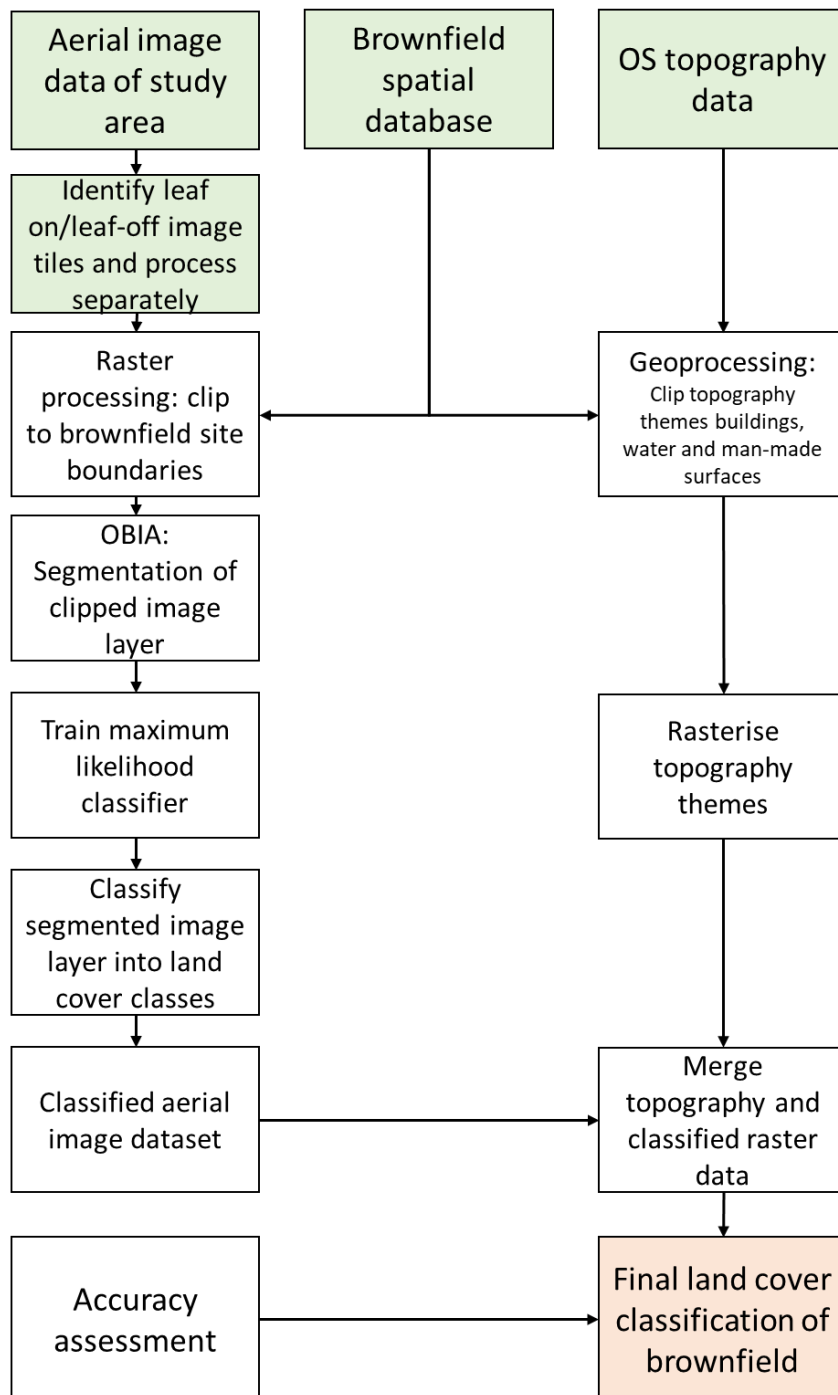 Aerial image
data of study
area
Brownfield
spatial
database
OS topography
data
Identify leaf
on/leaf-off image
tiles and process
separately
Raster
processing: clip
to brownfield site
boundaries
Geoprocessing:
Clip topography
themes buildings,
water and man-made
surfaces
OBIA:
Segmentation of
clipped image
layer
Train maximum
likelihood
classifier
Rasterise
topography
themes
Classify
segmented image
layer into land
cover classes
Classified aerial
image dataset
Merge
topography and
classified raster
data
Accuracy
assessment
Final land cover
classification of
brownfield